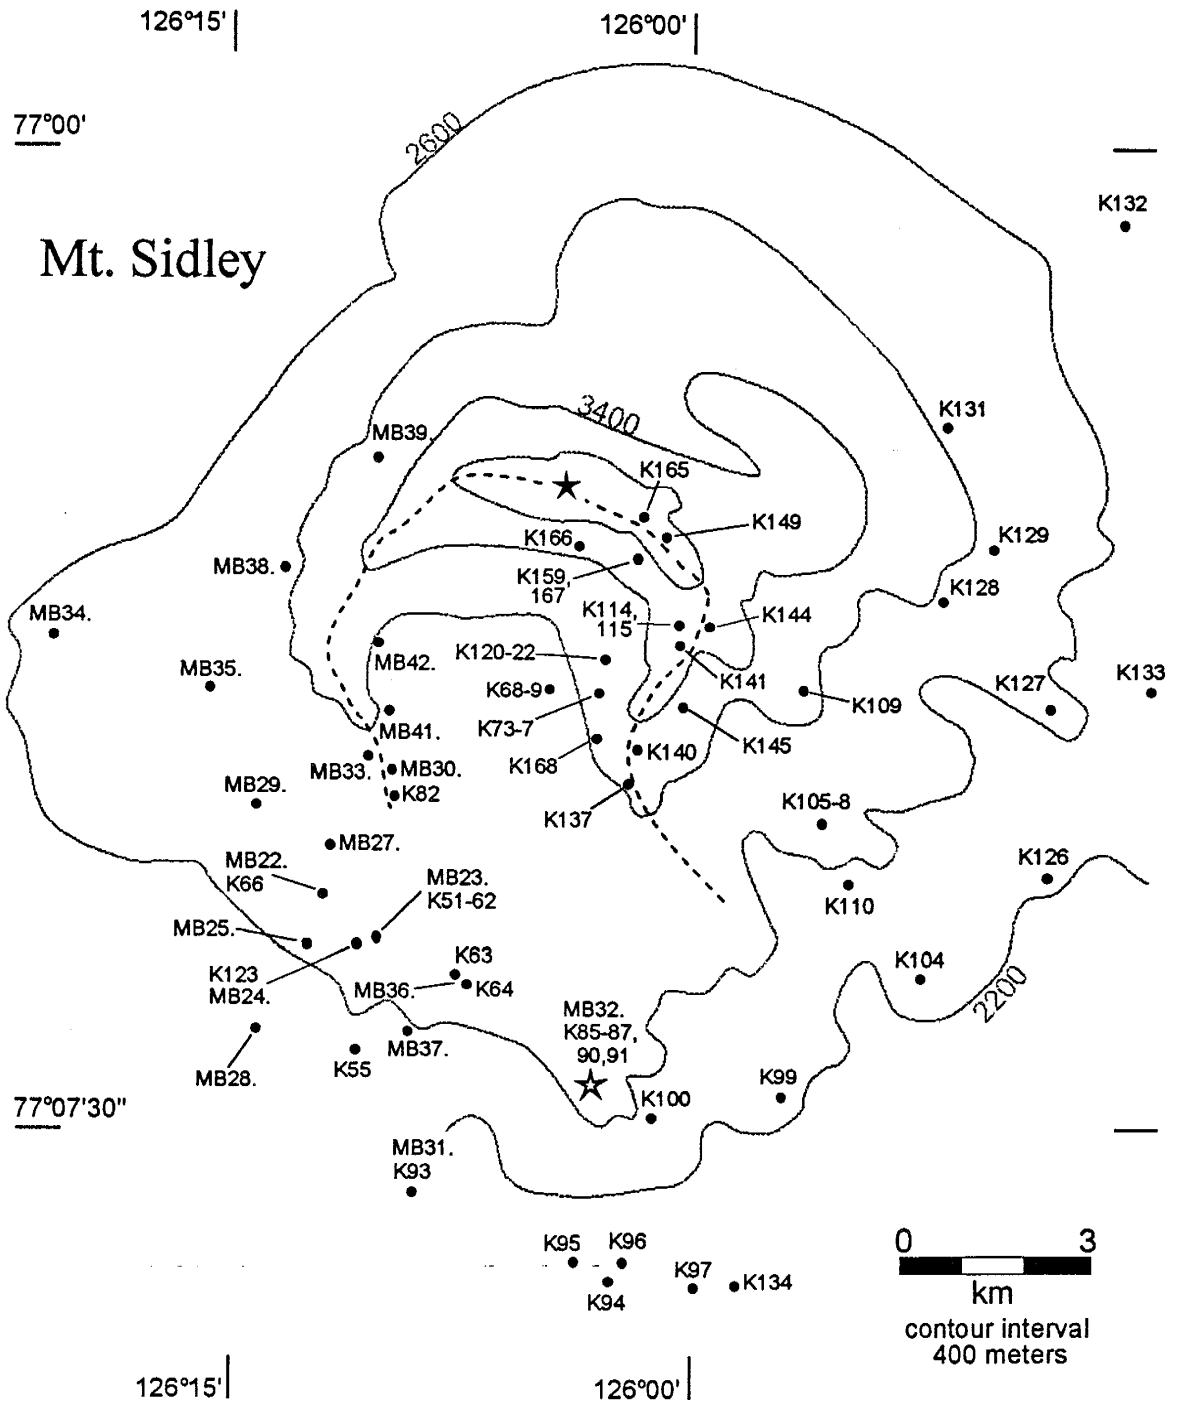 126°15'
126°00'
77°00'
2600
K132
Mt. Sidley
3400
K131
MB39.
K165
K149
K166
K129
MB38.
K159,
167,
K128
MB34.
K114,
115
K144
K120-22
MB42.
K141
K133
MB35.
K68-9
K127
K109
K73-7
MB41.
K145
K140
K168
MB33.
MB30.
MB29.
K82
K105-8
K137
MB27.
MB22.
K66
K126
MB23.
K51-62
K110
MB25.
K63
K104
K123
MB24.
MB36.
K64
2200
MB32.
K85-87,
90,91
MB37.
K55
MB28.
K99
K100
77°07'30"
MB31.
K93
K95
K96
0
3
K97
K134
K94
km
contour interval
400 meters
126°15'
126°00'